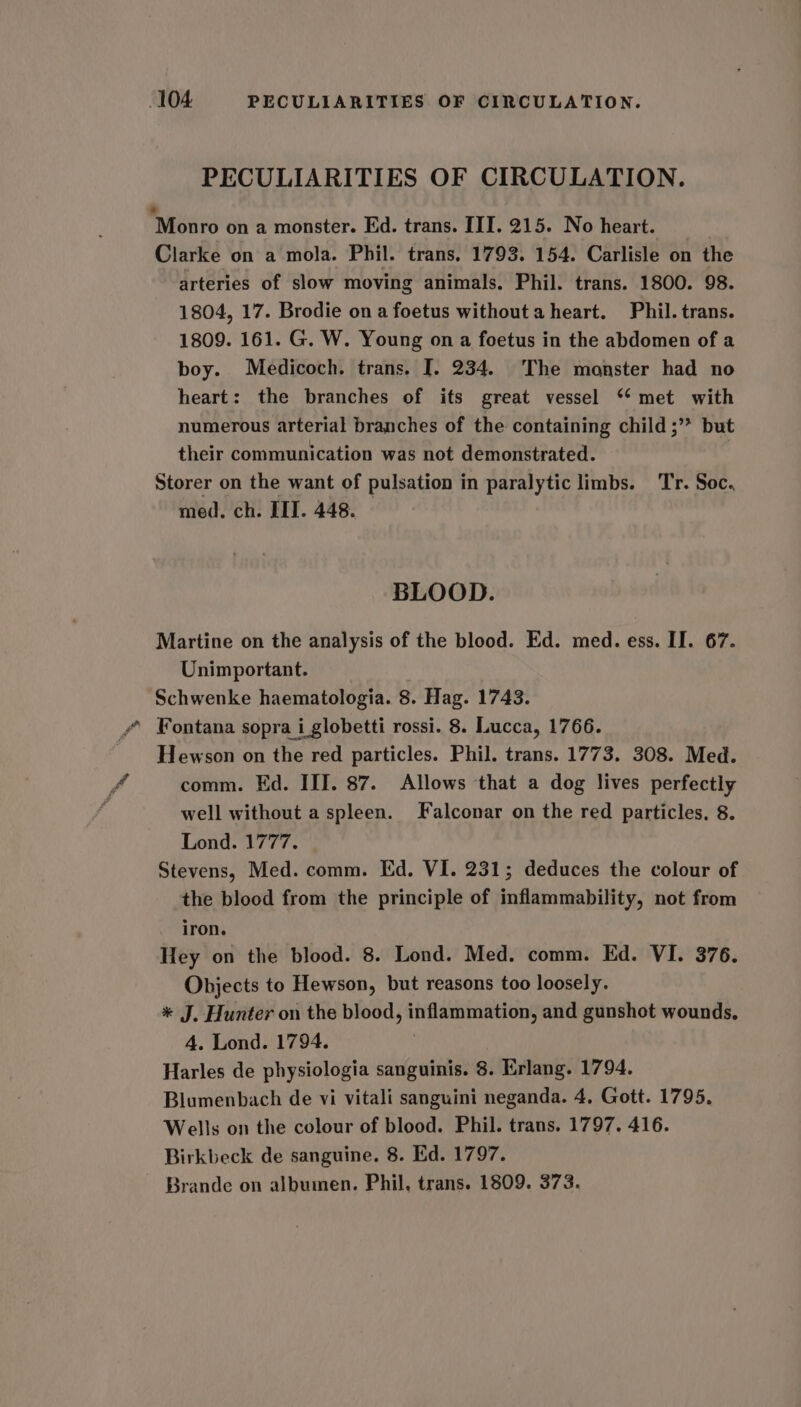 104 PECULIARITIES OF CIRCULATION.
PECULIARITIES OF CIRCULATION.
Monro on a monster. Ed. trans. III. 215. No heart.
Clarke on a mola. Phil. trans. 1793. 154. Carlisle on the
arteries of slow moving animals. Phil. trans. 1800. 98.
1804, 17. Brodie on a foetus without a heart. Phil. trans.
1809. 161. G. W. Young on a foetus in the abdomen of a
boy. Medicoch. trans. I. 234. The monster had no
heart: the branches of its great vessel “met with
numerous arterial branches of the containing child;” but
their communication was not demonstrated.
Storer on the want of pulsation in paralytic limbs. Tr. Soc.
med. ch. III. 448.
BLOOD.
Martine on the analysis of the blood. Ed. med. ess. II. 67.
Unimportant.
Schwenke haematologia. 8. Hag. 1743.
Fontana sopra i globetti rossi. 8. Lucca, 1766.
Hewson on the red particles. Phil. trans. 1773. 308. Med.
comm. Ed. III. 87. Allows that a dog lives perfectly
well without a spleen. Falconar on the red particles. 8.
Lond. 1777.
Stevens, Med. comm. Ed. VI. 231; deduces the colour of
the blood from the principle of inflammability, not from
iron.
Hey on the blood. 8. Lond. Med. comm. Ed. VI. 376.
Objects to Hewson, but reasons too loosely.
* J. Hunter on the blood, inflammation, and gunshot wounds.
4. Lond. 1794.
Harles de physiologia sanguinis. 8. Erlang. 1794.
Blumenbach de vi vitali sanguini neganda. 4. Gott. 1795.
Wells on the colour of blood. Phil. trans. 1797. 416.
Birkbeck de sanguine. 8. Ed. 1797.
Brande on albumen. Phil. trans. 1809. 373.